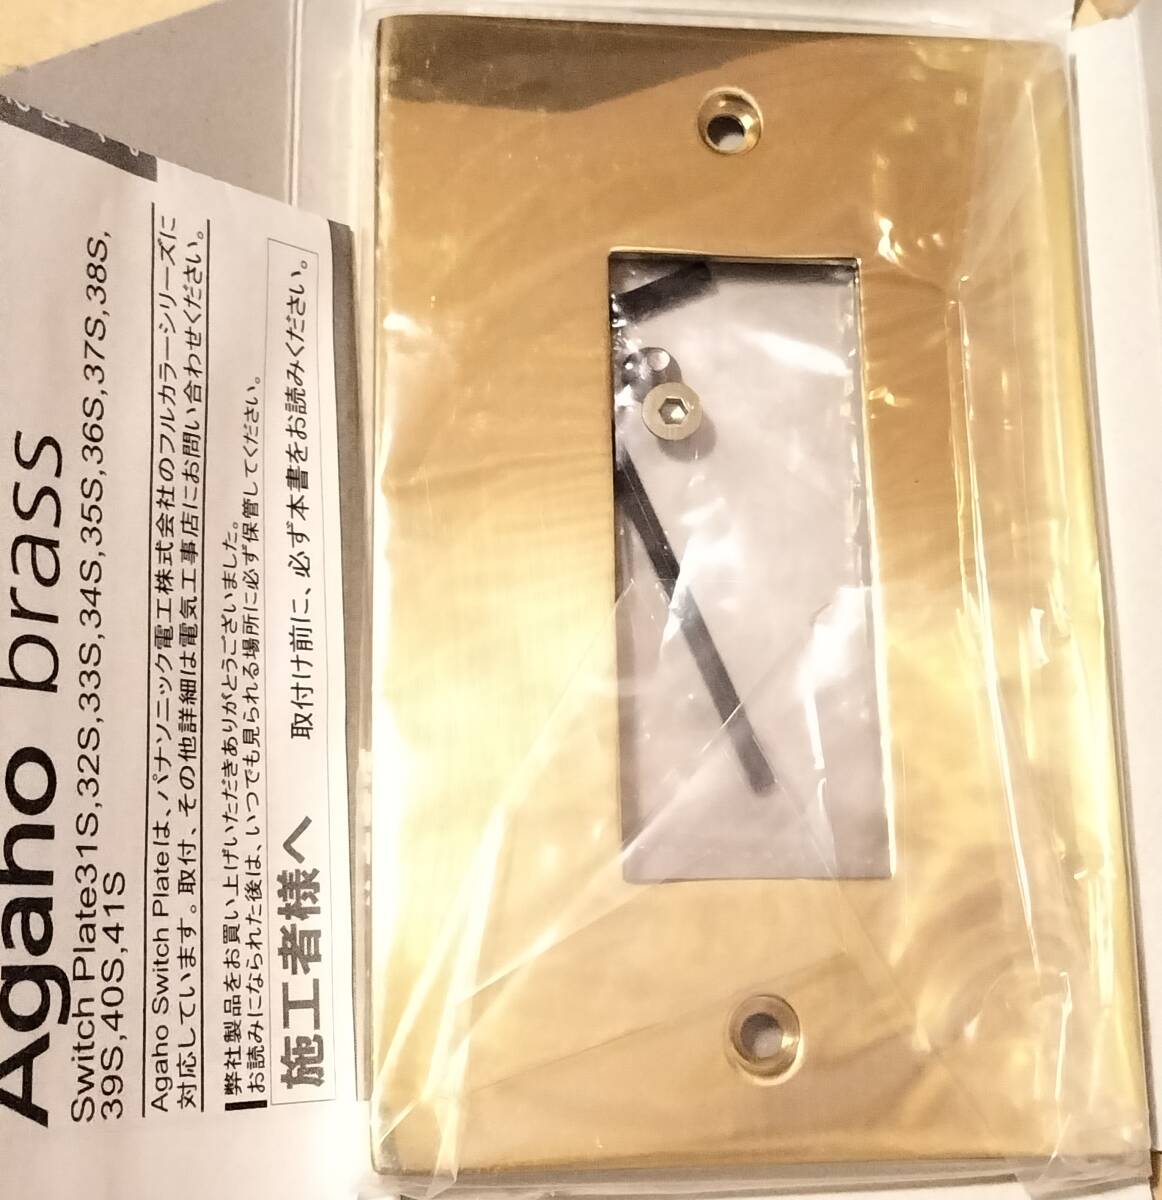 Agaho brass
Switch Plate31S,32S,33S,34S,35S,36S,37S,38S,
39S,40S,41S
Agaho Switch Plateは、パナソニック電工株式会社のフルカラーシリーズに
対応しています。取付、その他詳細は電気工事店にお問い合わせください。
弊社製品をお買い上げいただきありがとうございました。
お読みになられた後は、いつでも見られる場所に必ず保管してください。
施工者様へ 取付け前に、必ず本書をお読みください。